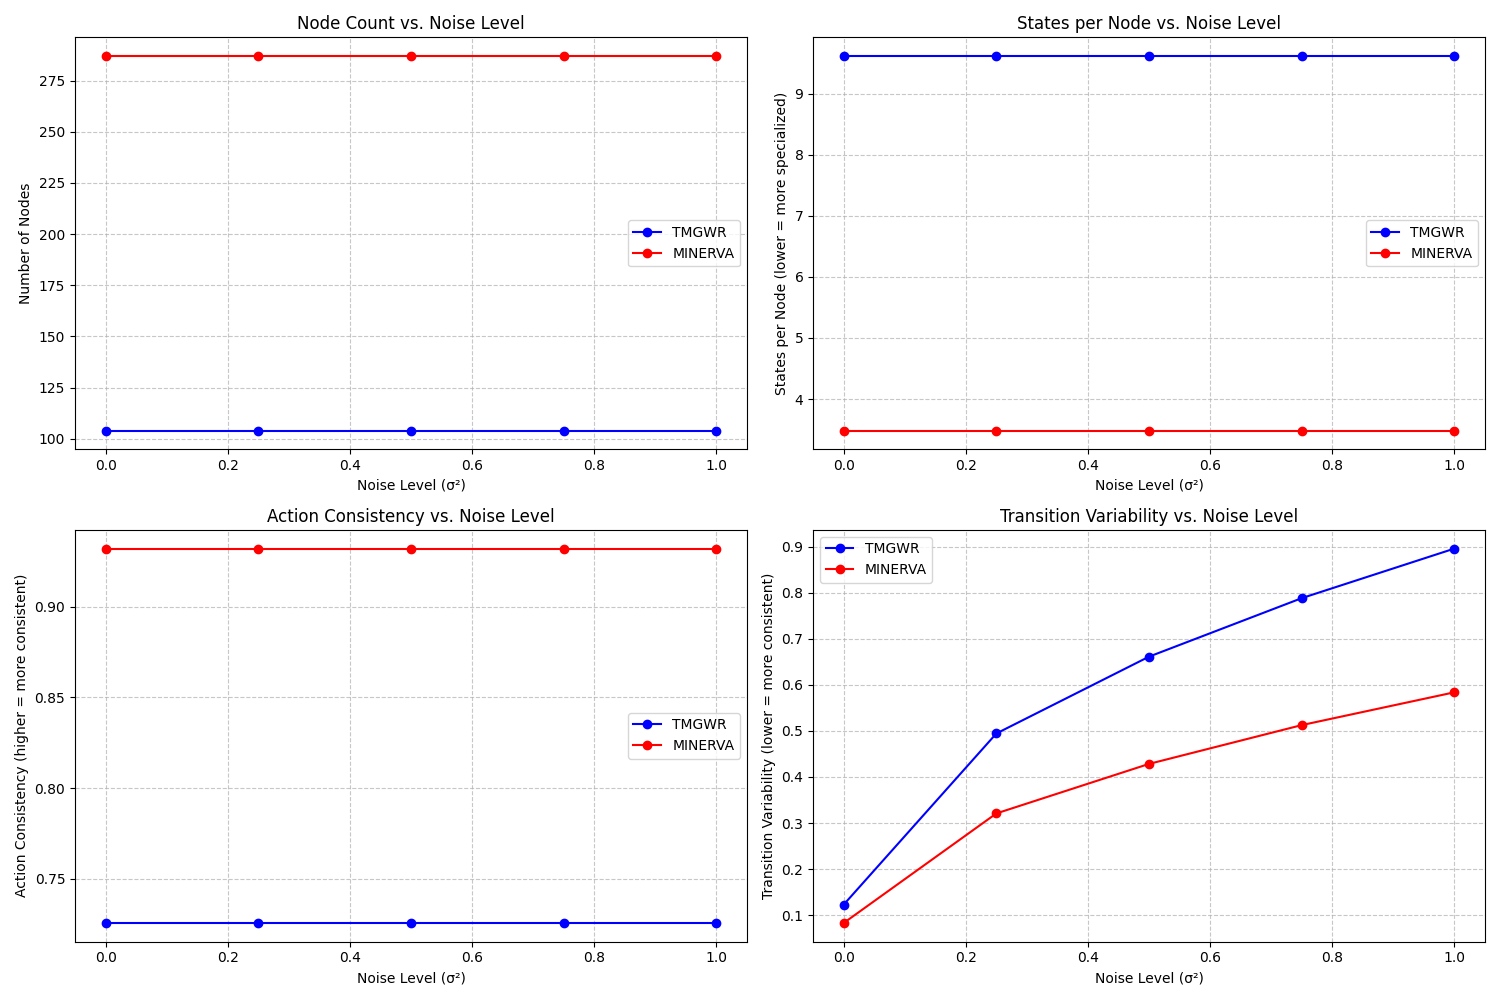 Node Count vs. Noise Level
Number of Nodes
275
250
225
200
175
150
125
100
TMGWR
MINERVA
0.0 0.2 0.4 0.6 0.8 1.0
Noise Level (σ²)
States per Node vs. Noise Level
States per Node (lower = more specialized)
9
8
7
6
5
4
TMGWR
MINERVA
0.0 0.2 0.4 0.6 0.8 1.0
Noise Level (σ²)
Action Consistency vs. Noise Level
Action Consistency (higher = more consistent)
0.90
0.85
0.80
0.75
TMGWR
MINERVA
0.0 0.2 0.4 0.6 0.8 1.0
Noise Level (σ²)
Transition Variability vs. Noise Level
Transition Variability (lower = more consistent)
0.9
0.8
0.7
0.6
0.5
0.4
0.3
0.2
0.1
TMGWR
MINERVA
0.0 0.2 0.4 0.6 0.8 1.0
Noise Level (σ²)